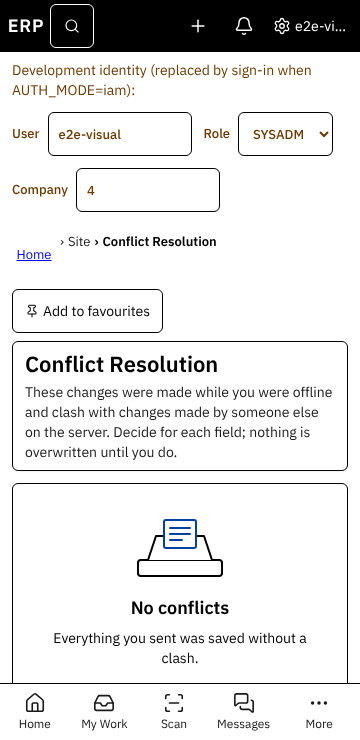 ERP
e2e-vi...
Development identity (replaced by sign-in when
AUTH_MODE=iam):
User e2e-visual Role SYSADM
Company 4
Home › Site › Conflict Resolution
Add to favourites
Conflict Resolution
These changes were made while you were offline
and clash with changes made by someone else
on the server. Decide for each field; nothing is
overwritten until you do.
No conflicts
Everything you sent was saved without a
clash.
Home My Work Scan Messages More